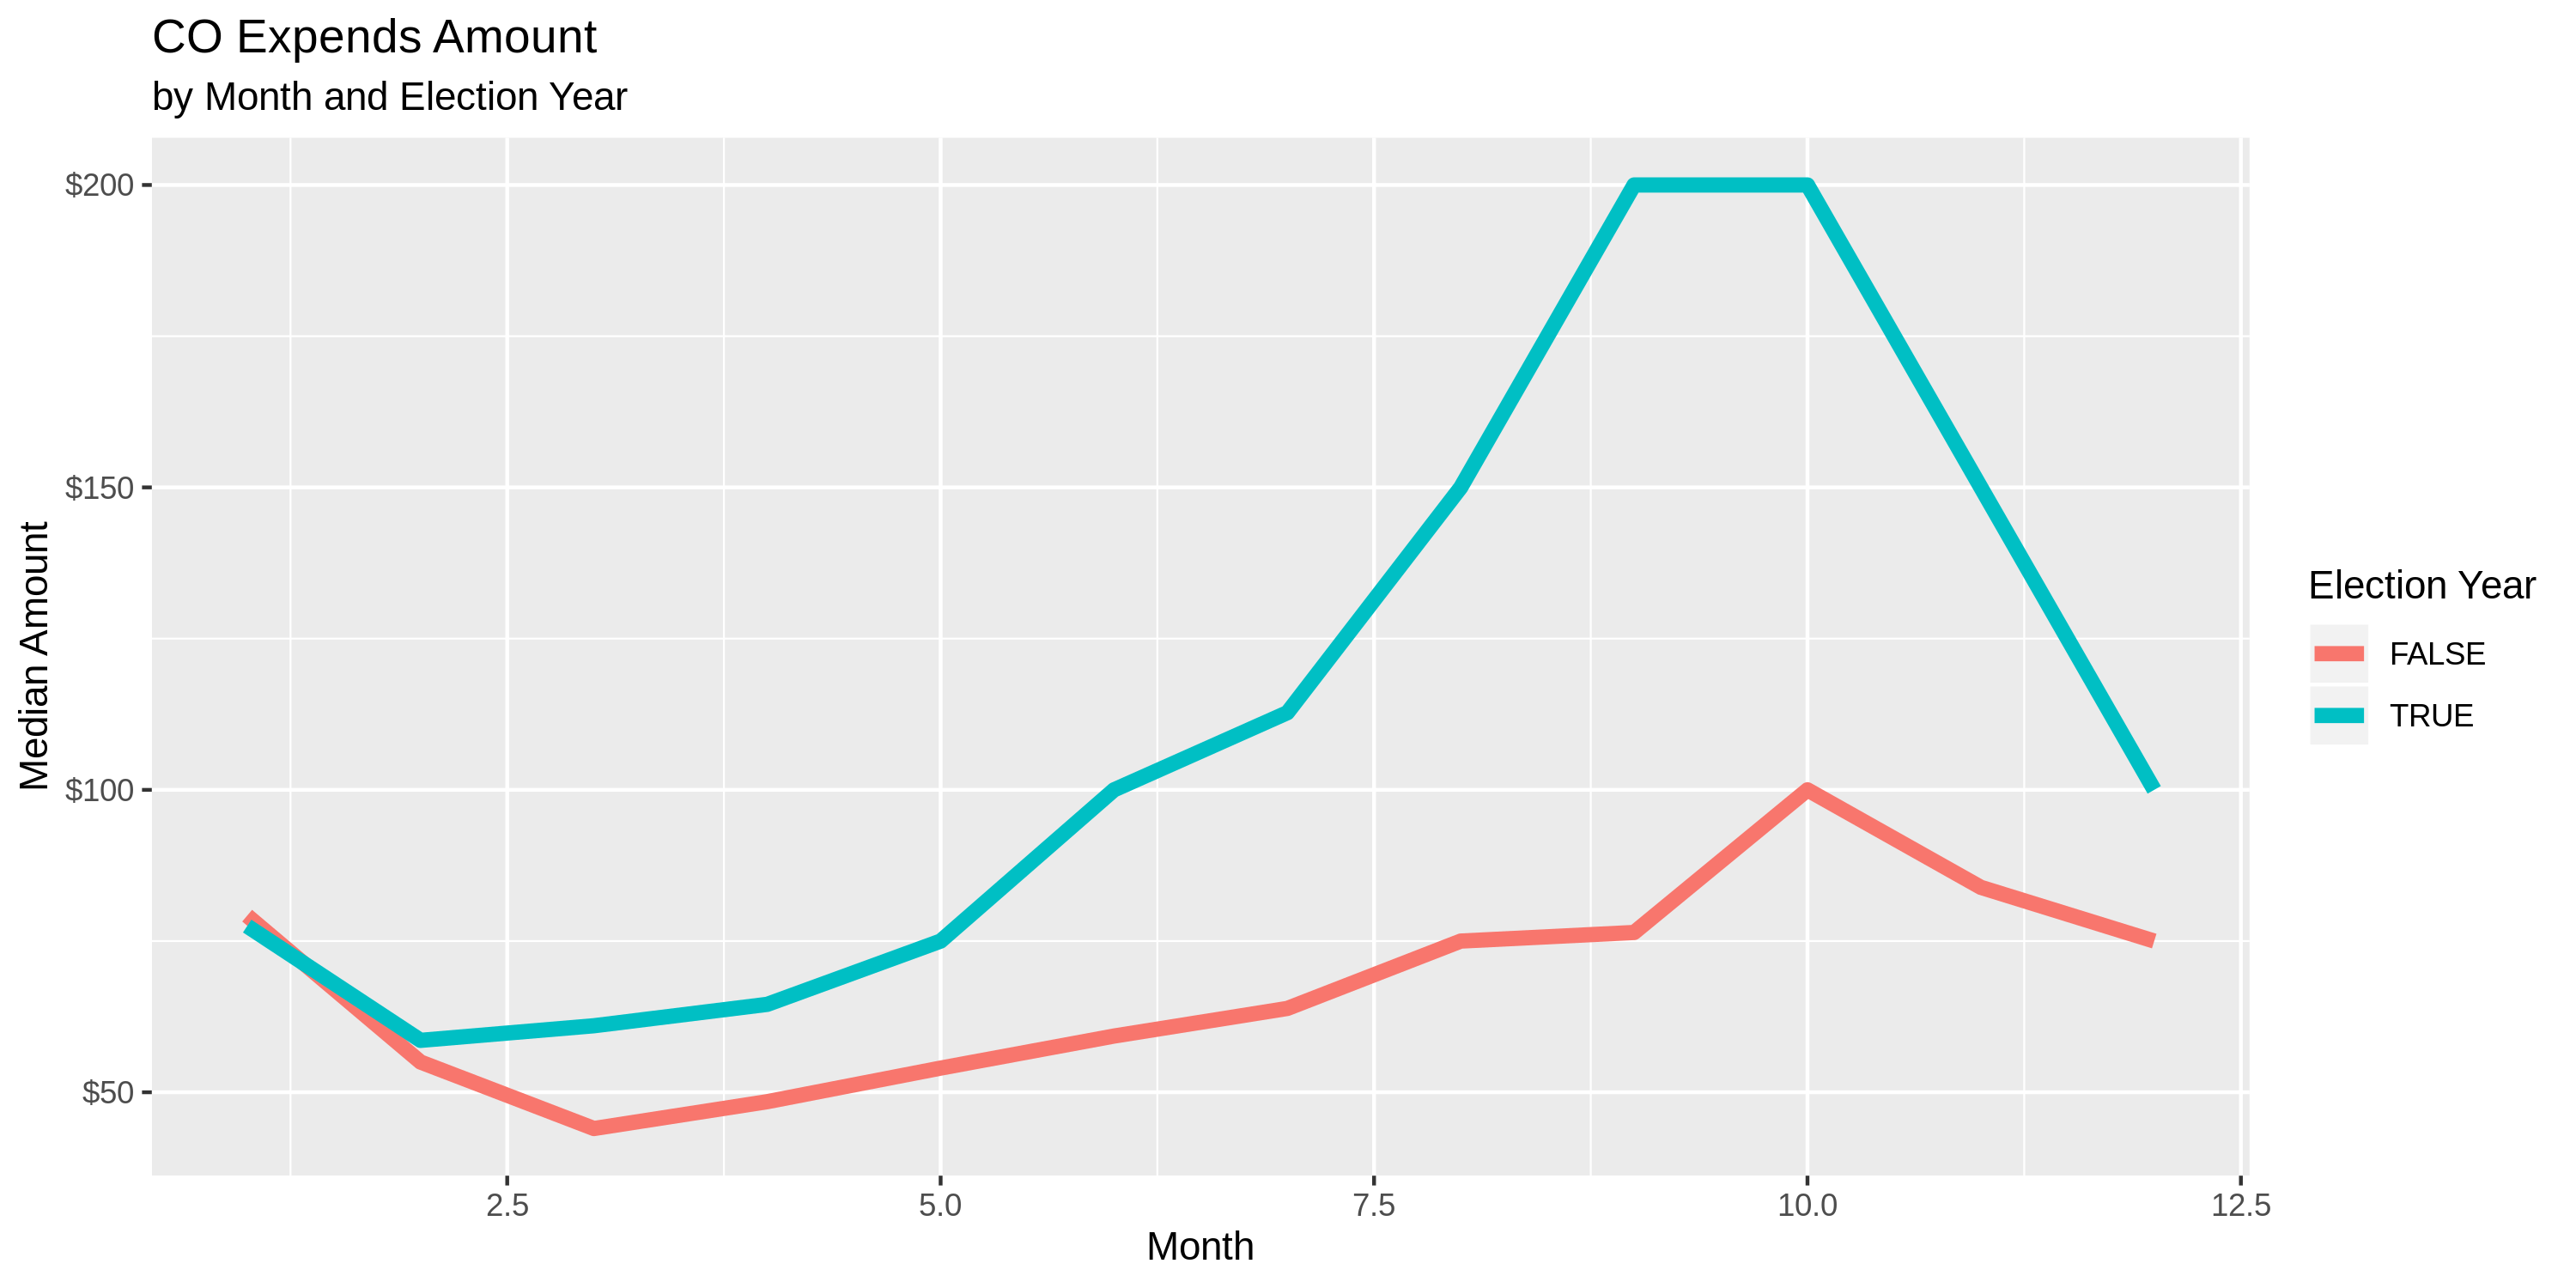 CO Expends Amount
by Month and Election Year
$200
$150
$100
$50
Median Amount
2.5
5.0
7.5
10.0
12.5
Month
Election Year
FALSE
TRUE